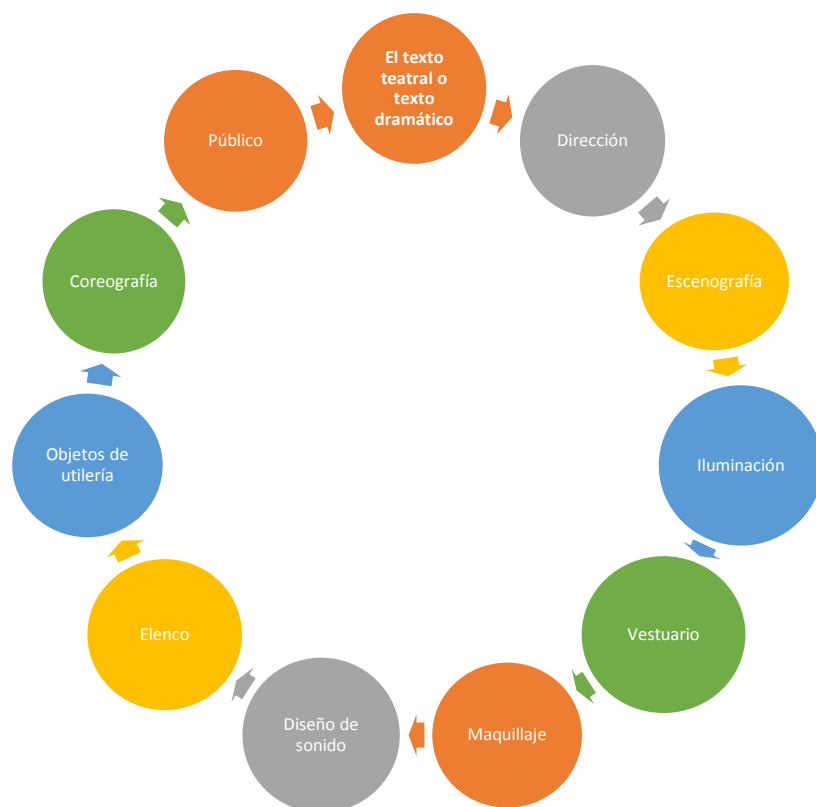 El texto
teatral o
texto
dramático
Dirección
Escenografía
Iluminación
Vestuario
Maquillaje
Diseño de
sonido
Elenco
Objetos de
utilería
Coreografía
Público